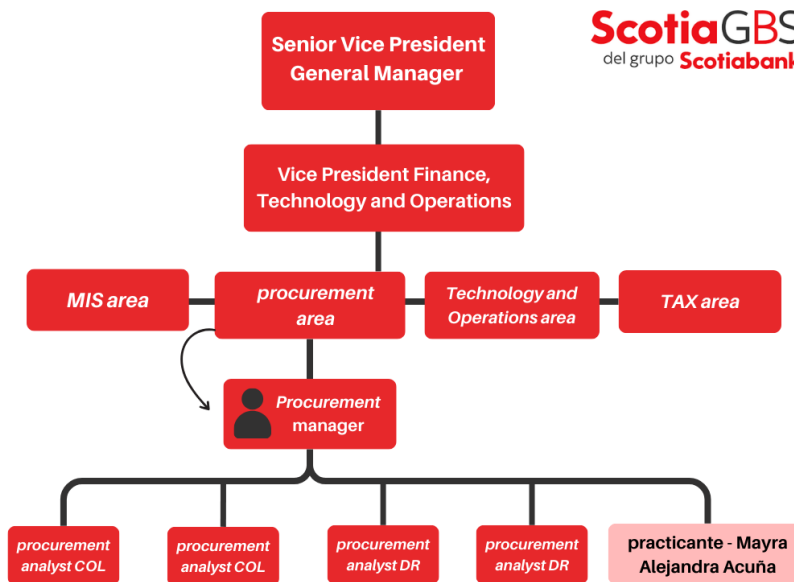 Senior Vice President
General Manager
ScotiaGBS
del grupo Scotiabank
Vice President Finance,
Technology and Operations
MIS area
procurement
area
Technology and
Operations area
TAX area
Procurement
manager
procurement
analyst COL
procurement
analyst COL
procurement
analyst DR
procurement
analyst DR
practicante - Mayra
Alejandra Acuña